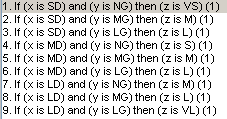 1. If (x is SD) and (y is NG) then (z is VS) (1)
2. If (x is SD) and (y is MG) then (z is M) (1)
3. If (x is SD) and (y is LG) then (z is L) (1)
4. If (x is MD) and (y is NG) then (z is S) (1)
5. If (x is MD) and (y is MG) then (z is M) (1)
6. If (x is MD) and (y is LG) then (z is L) (1)
7. If (x is LD) and (y is NG) then (z is M) (1)
8. If (x is LD) and (y is MG) then (z is L) (1)
9. If (x is LD) and (y is LG) then (z is VL) (1)